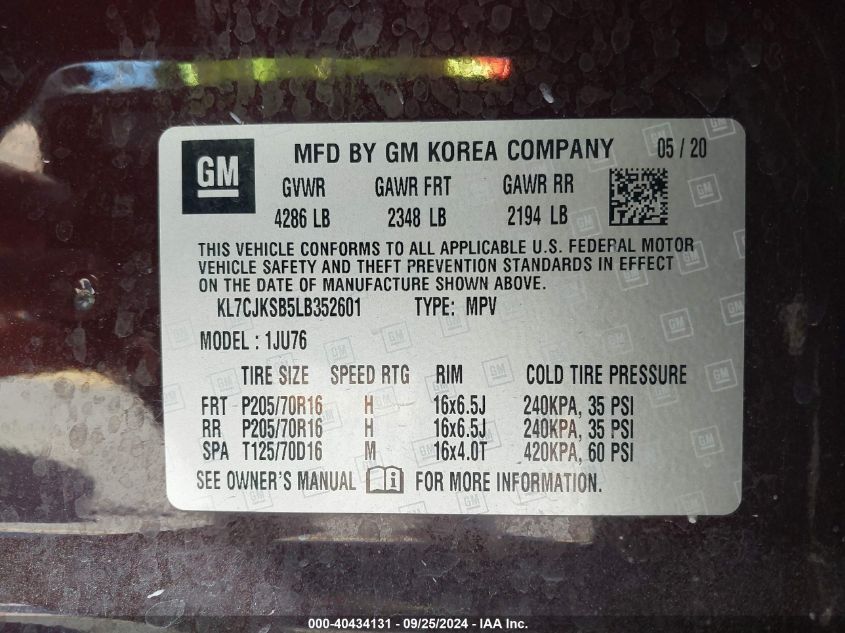 GM MFD BY GM KOREA COMPANY 05 / 20
GVWR GAWR FRT GAWR RR
4286 LB 2348 LB 2194 LB
THIS VEHICLE CONFORMS TO ALL APPLICABLE U.S. FEDERAL MOTOR
VEHICLE SAFETY AND THEFT PREVENTION STANDARDS IN EFFECT
ON THE DATE OF MANUFACTURE SHOWN ABOVE.
KL7CJKSB5LB352601 TYPE: MPV
MODEL : 1JU76
TIRE SIZE SPEED RTG RIM COLD TIRE PRESSURE
FRT P205/70R16 H 16x6.5J 240KPA, 35 PSI
RR P205/70R16 H 16x6.5J 240KPA, 35 PSI
SPA T125/70D16 M 16x4.0T 420KPA, 60 PSI
SEE OWNER'S MANUAL i FOR MORE INFORMATION.
000-40434131 - 09/25/2024 - IAA Inc.